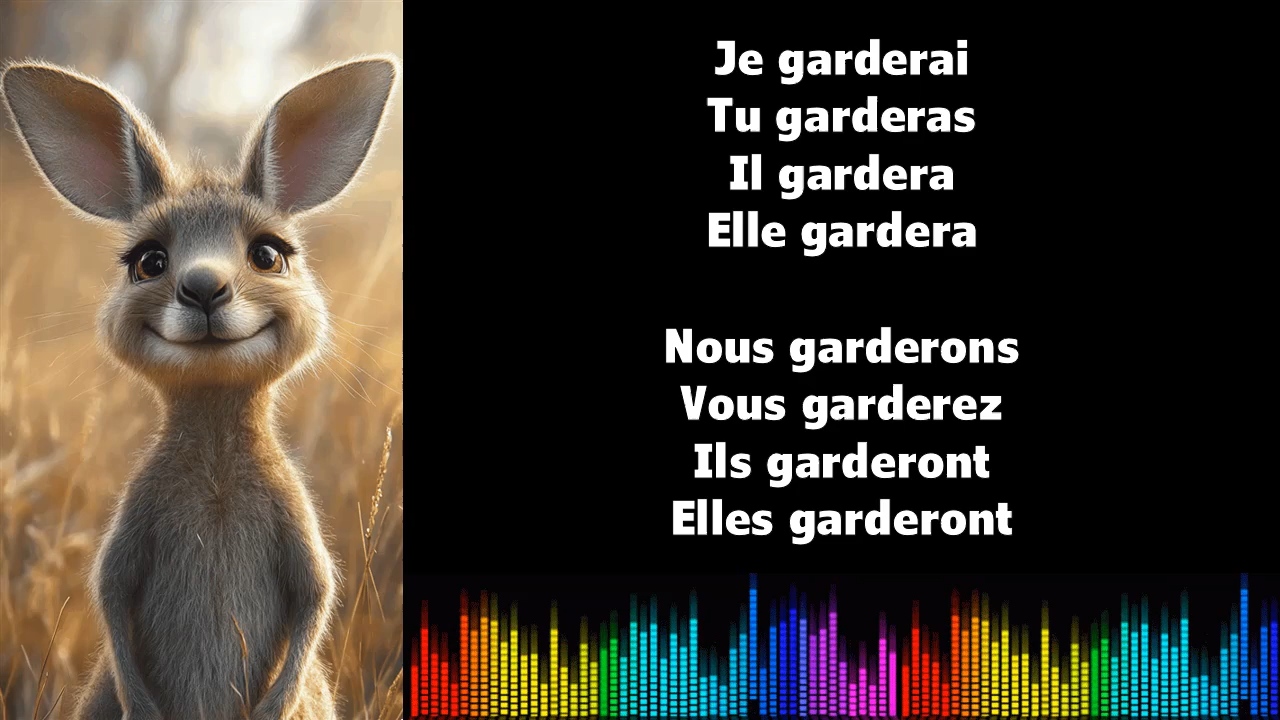 Je garderai
Tu garderas
Il gardera
Elle gardera
Nous garderons
Vous garderez
Ils garderont
Elles garderont